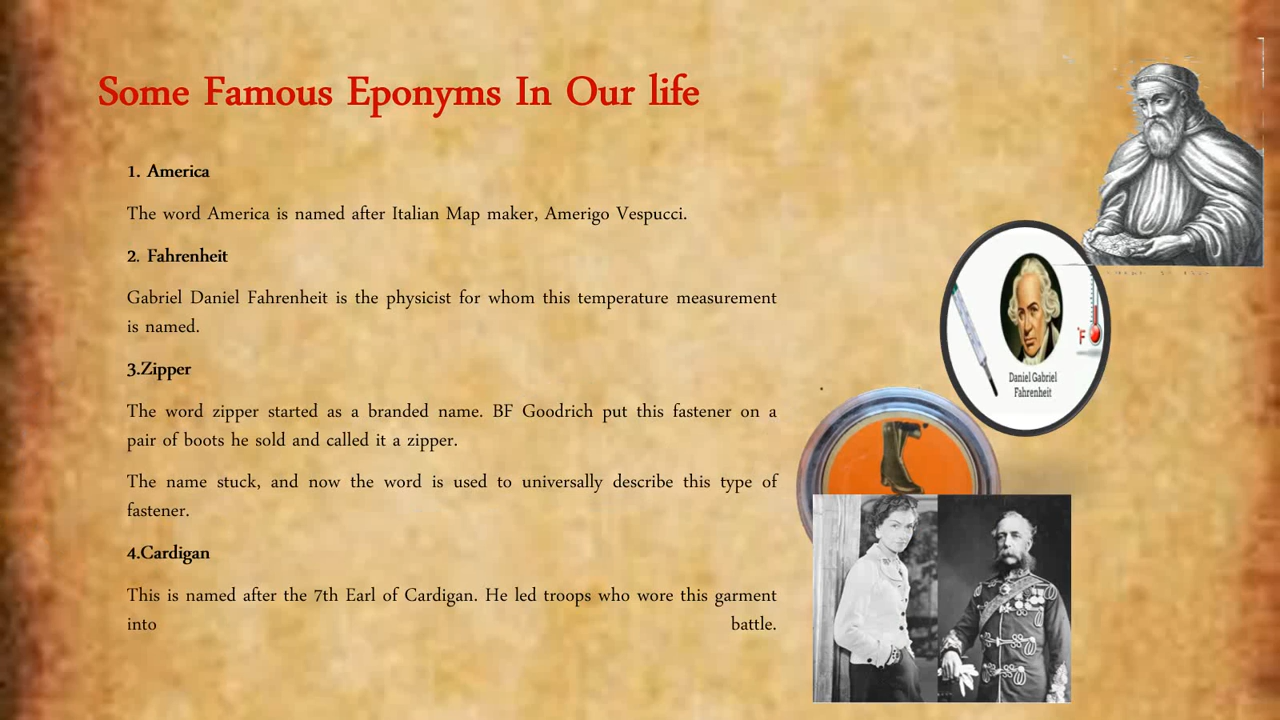 Some Famous Eponyms In Our life
1. America
The word America is named after Italian Map maker, Amerigo Vespucci.
2. Fahrenheit
Gabriel Daniel Fahrenheit is the physicist for whom this temperature measurement
is named.
3.Zipper
The word zipper started as a branded name. BF Goodrich put this fastener on a
pair of boots he sold and called it a zipper.
The name stuck, and now the word is used to universally describe this type of
fastener.
4.Cardigan
This is named after the 7th Earl of Cardigan. He led troops who wore this garment
into battle.
°F
Daniel Gabriel
Fahrenheit